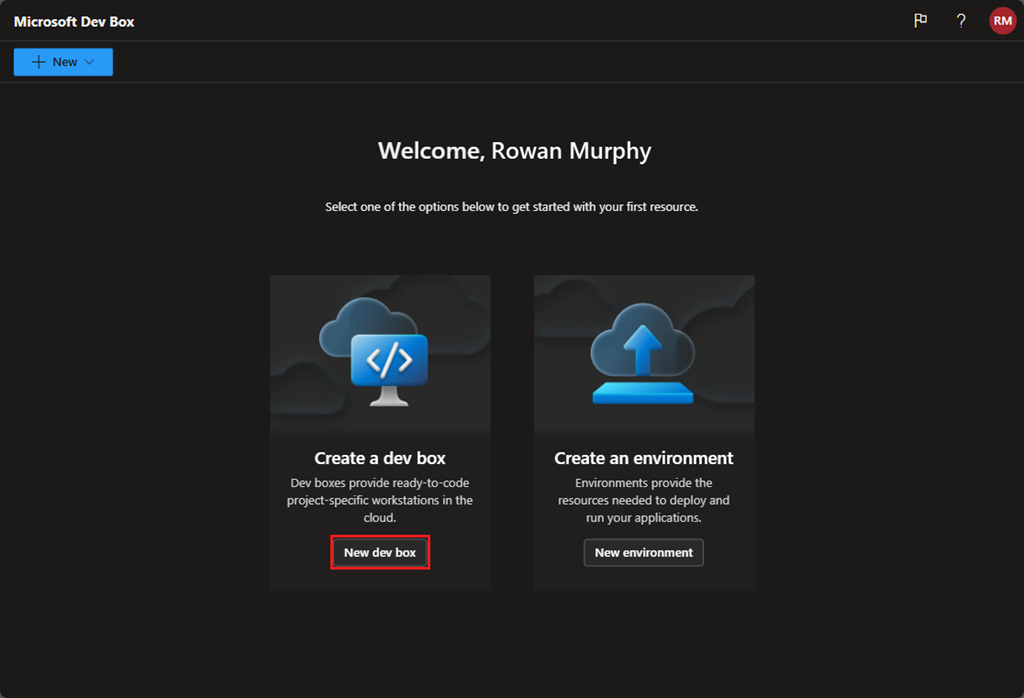 Microsoft Dev Box
?
RM
New
Welcome, Rowan Murphy
Select one of the options below to get started with your first resource.
</>
Create a dev box
Dev boxes provide ready-to-code
project-specific workstations in the
cloud.
New dev box
Create an environment
Environments provide the
resources needed to deploy and
run your applications.
New environment